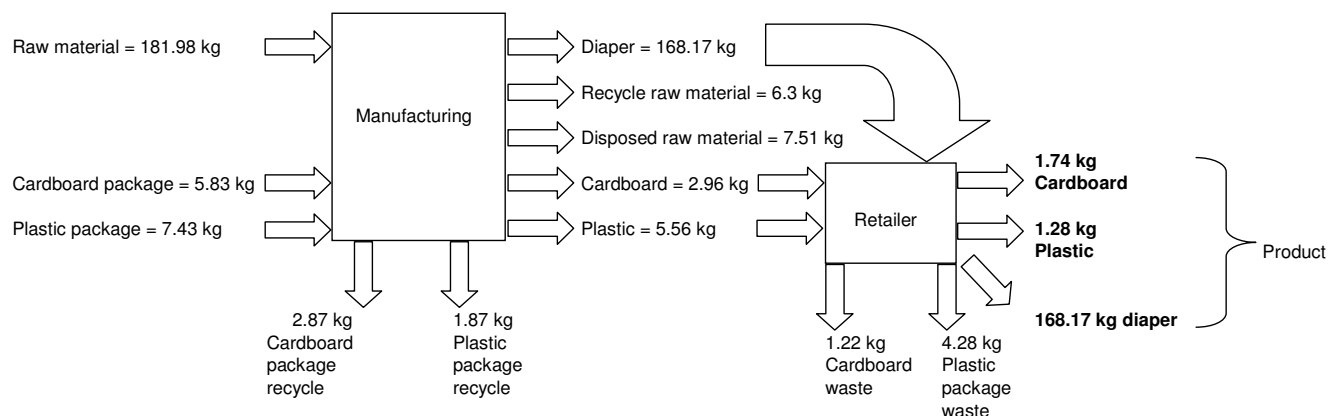 Raw material = 181.98 kg
Manufacturing
Diaper = 168.17 kg
Recycle raw material = 6.3 kg
Disposed raw material = 7.51 kg
Cardboard package = 5.83 kg
Cardboard = 2.96 kg
Plastic package = 7.43 kg
Plastic = 5.56 kg
Retailer
1.74 kg
Cardboard
1.28 kg
Plastic
Product
168.17 kg diaper
2.87 kg
Cardboard
package
recycle
1.87 kg
Plastic
package
recycle
1.22 kg
Cardboard
waste
4.28 kg
Plastic
package
waste